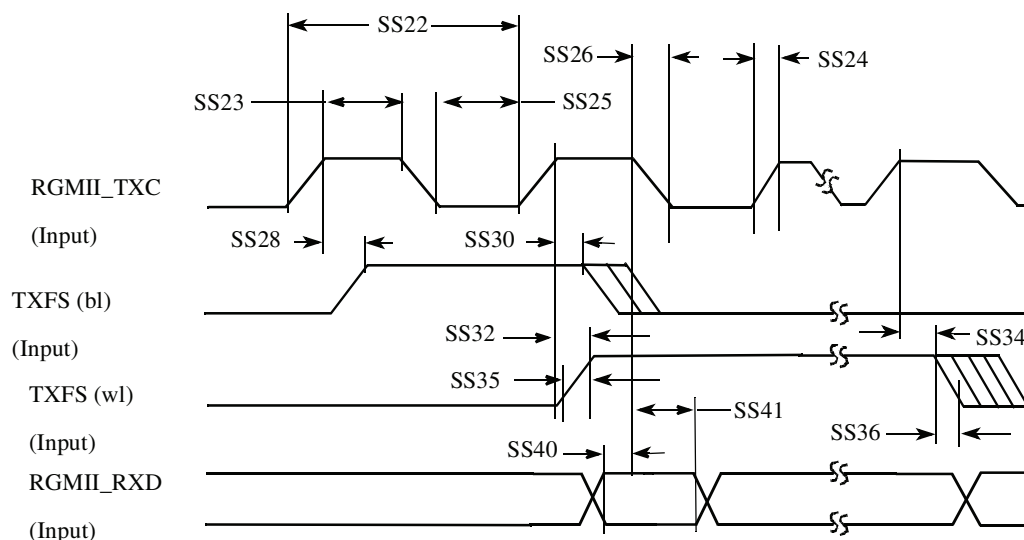 SS22
SS26
SS24
SS23
SS25
RGMII_TXC
(Input)
SS28
SS30
TXFS (bl)
(Input)
SS32
SS34
SS35
TXFS (wl)
(Input)
SS41
SS36
SS40
RGMII_RXD
(Input)